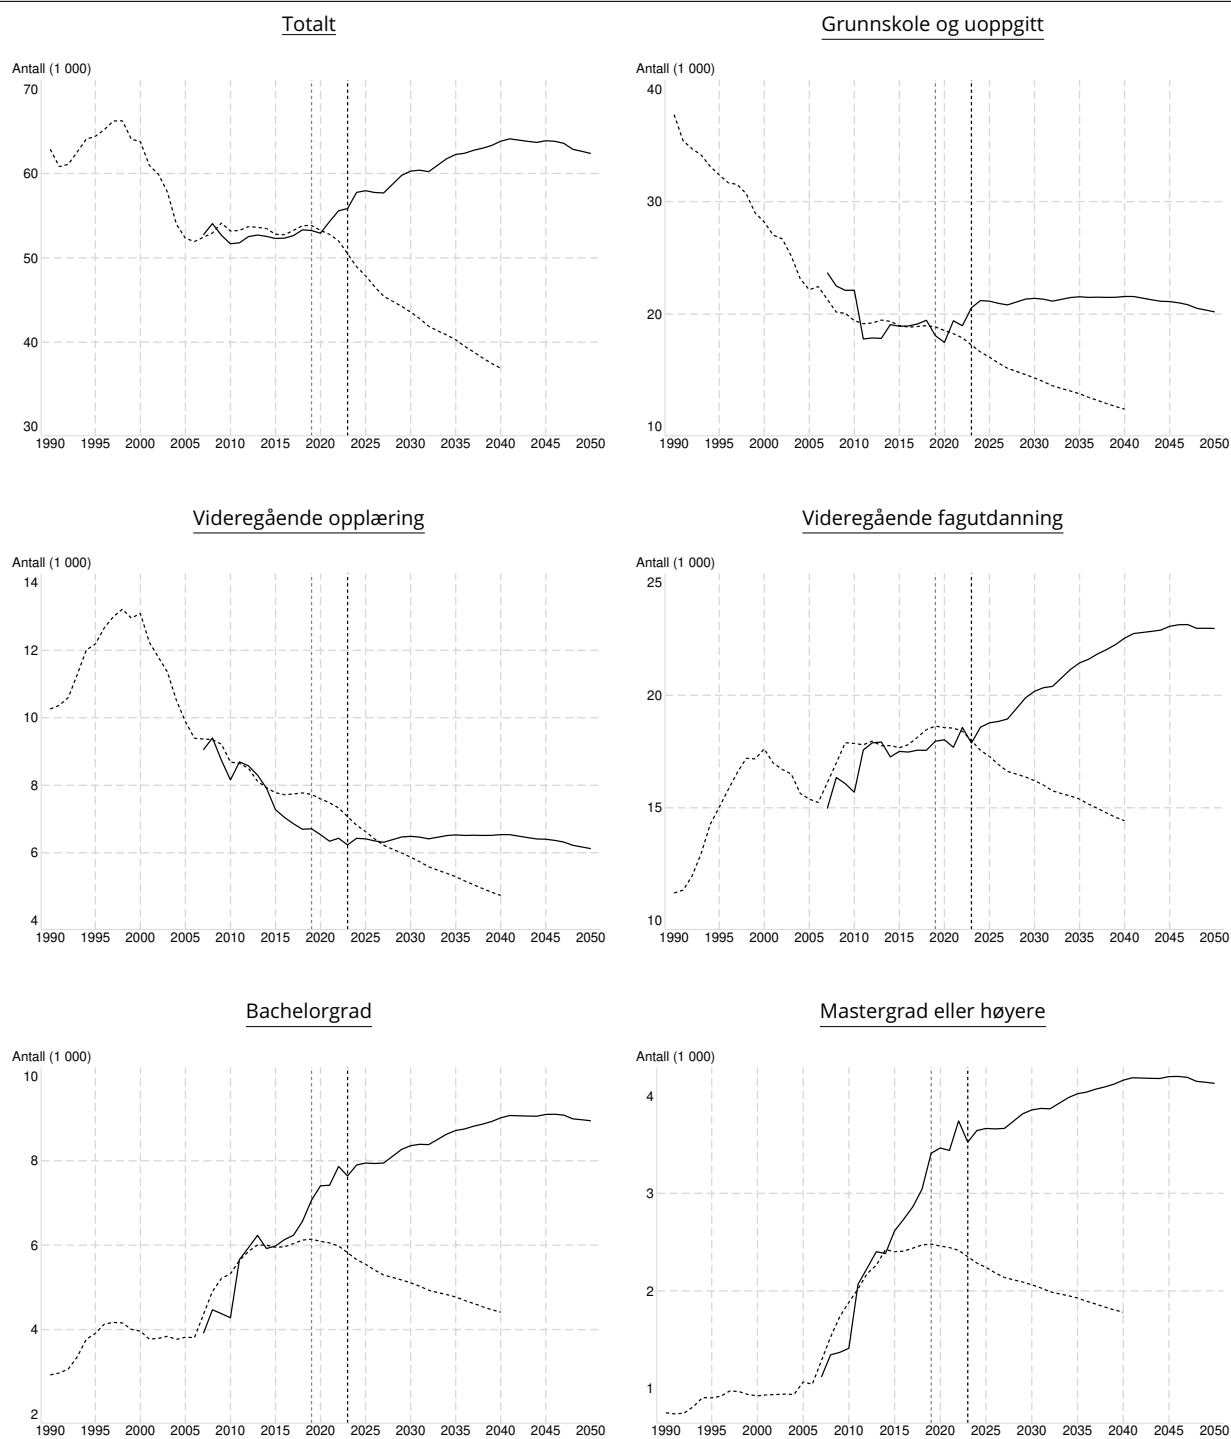 Totalt
Antall (1 000)
70
60
50
40
30
1990 1995 2000 2005 2010 2015 2020 2025 2030 2035 2040 2045 2050
Grunnskole og uoppgitt
Antall (1 000)
40
30
20
10
1990 1995 2000 2005 2010 2015 2020 2025 2030 2035 2040 2045 2050
Videregående opplæring
Antall (1 000)
14
12
10
8
6
4
1990 1995 2000 2005 2010 2015 2020 2025 2030 2035 2040 2045 2050
Videregående fagutdanning
Antall (1 000)
25
20
15
10
1990 1995 2000 2005 2010 2015 2020 2025 2030 2035 2040 2045 2050
Bachelorgrad
Antall (1 000)
10
8
6
4
2
1990 1995 2000 2005 2010 2015 2020 2025 2030 2035 2040 2045 2050
Mastergrad eller høyere
Antall (1 000)
4
3
2
1
1990 1995 2000 2005 2010 2015 2020 2025 2030 2035 2040 2045 2050